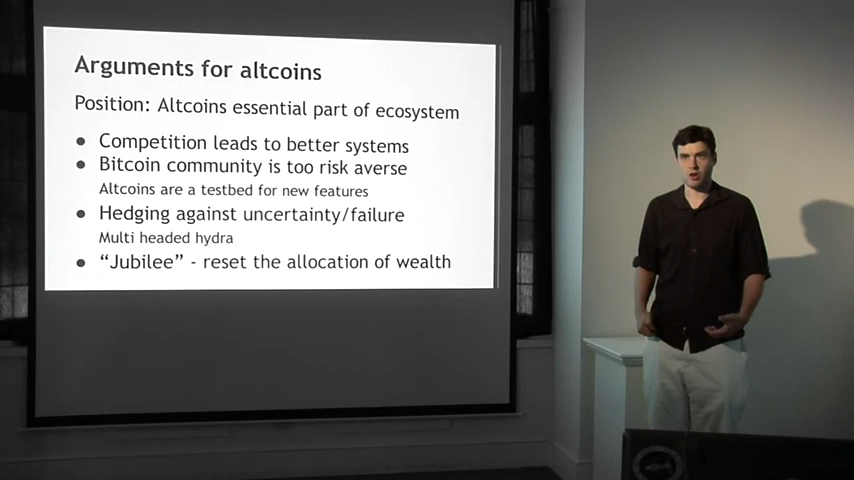 Arguments for altcoins
Position: Altcoins essential part of ecosystem
Competition leads to better systems
Bitcoin community is too risk averse
Altcoins are a testbed for new features
Hedging against uncertainty/failure
Multi headed hydra
“Jubilee” - reset the allocation of wealth